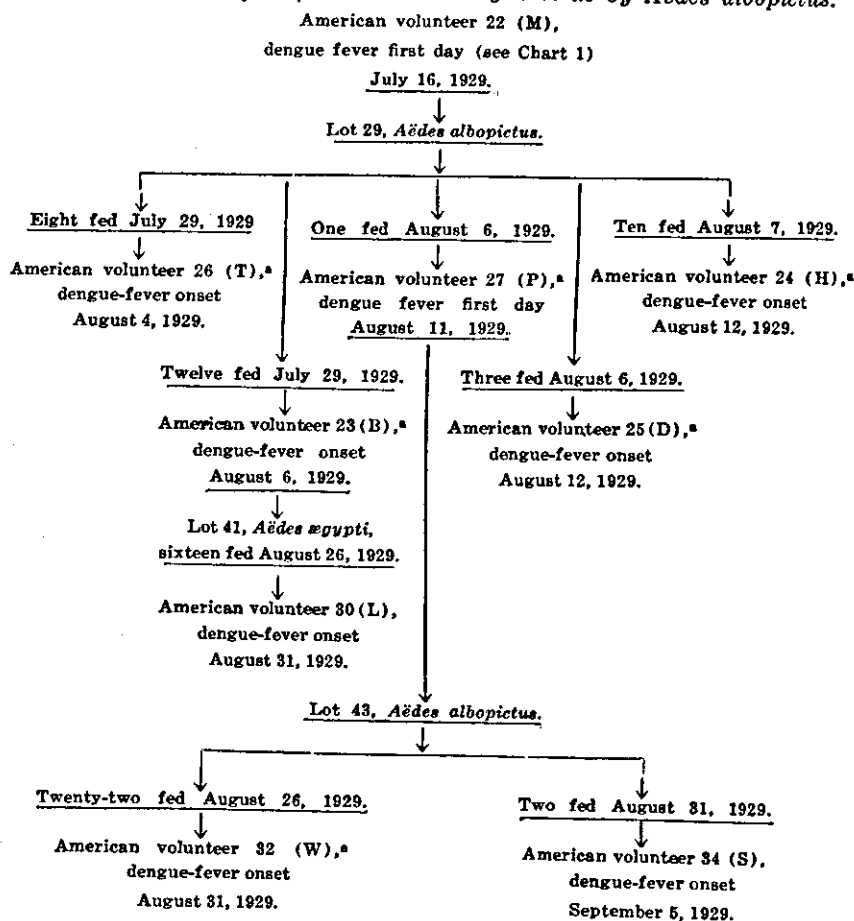 by Aëdes albopictus.
American volunteer 22 (M),
dengue fever first day (see Chart 1)
July 16, 1929.
Lot 29, Aëdes albopictus.
Eight fed July 29, 1929
American volunteer 26 (T),ª
dengue-fever onset
August 4, 1929.
One fed August 6, 1929.
American volunteer 27 (P),ª
dengue fever first day
August 11, 1929.
Ten fed August 7, 1929.
American volunteer 24 (H),ª
dengue-fever onset
August 12, 1929.
Twelve fed July 29, 1929.
American volunteer 23 (B),ª
dengue-fever onset
August 6, 1929.
Lot 41, Aëdes ægypti,
sixteen fed August 26, 1929.
American volunteer 30 (L),
dengue-fever onset
August 31, 1929.
Three fed August 6, 1929.
American volunteer 25 (D),ª
dengue-fever onset
August 12, 1929.
Lot 43, Aëdes albopictus.
Twenty-two fed August 26, 1929.
American volunteer 32 (W),ª
dengue-fever onset
August 31, 1929.
Two fed August 31, 1929.
American volunteer 34 (S),
dengue-fever onset
September 5, 1929.